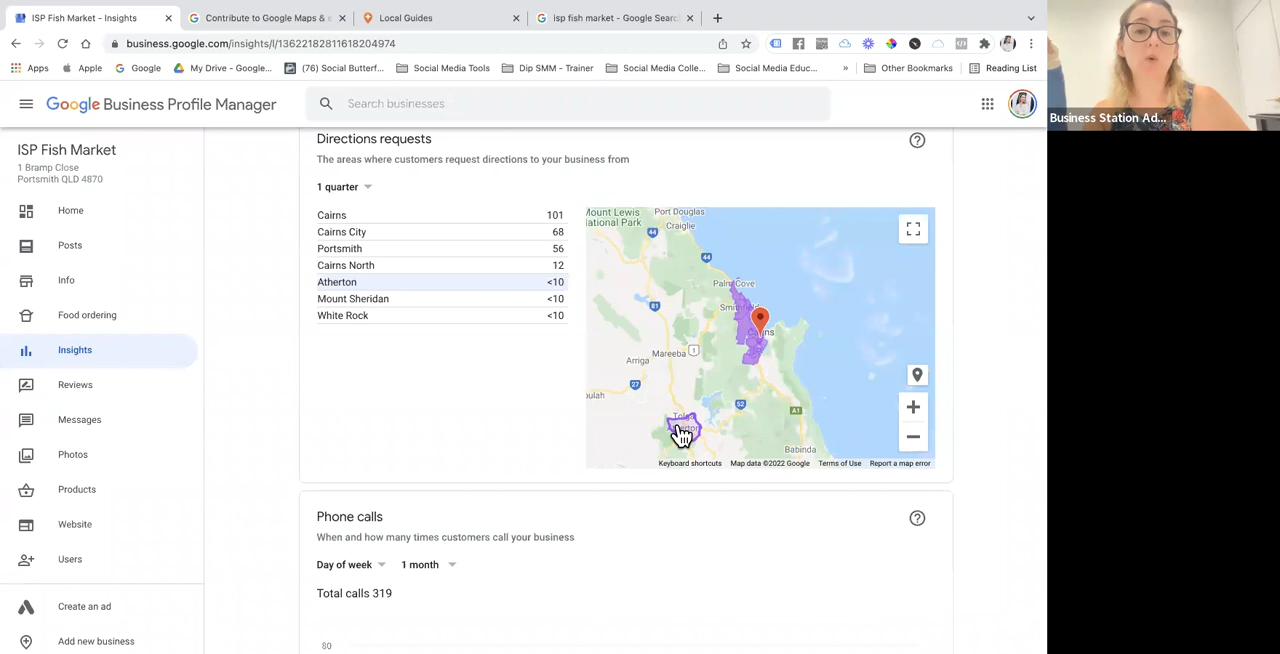 ISP Fish Market - Insights
Contribute to Google Maps & e
Local Guides
isp fish market - Google Searc
business.google.com/insights/l/13622182811618204974
Apps
Apple
Google
My Drive - Google...
(76) Social Butterf...
Social Media Tools
Dip SMM - Trainer
Social Media Colle...
Social Media Educ...
»
Other Bookmarks
Reading List
Google Business Profile Manager
Search businesses
Business Station Ad...
ISP Fish Market
1 Bramp Close
Portsmith QLD 4870
Home
Posts
Info
Food ordering
Insights
Reviews
Messages
Photos
Products
Website
Users
Create an ad
Add new business
Directions requests
The areas where customers request directions to your business from
1 quarter
Cairns 101
Cairns City 68
Portsmith 56
Cairns North 12
Atherton <10
Mount Sheridan <10
White Rock <10
Mount Lewis
National Park
Port Douglas
Craiglie
44
44
Palm Cove
81
Mareeba
1
Arriga
27
52
A1
Babinda
Keyboard shortcuts
Map data ©2022 Google
Terms of Use
Report a map error
Phone calls
When and how many times customers call your business
Day of week
1 month
Total calls 319
80